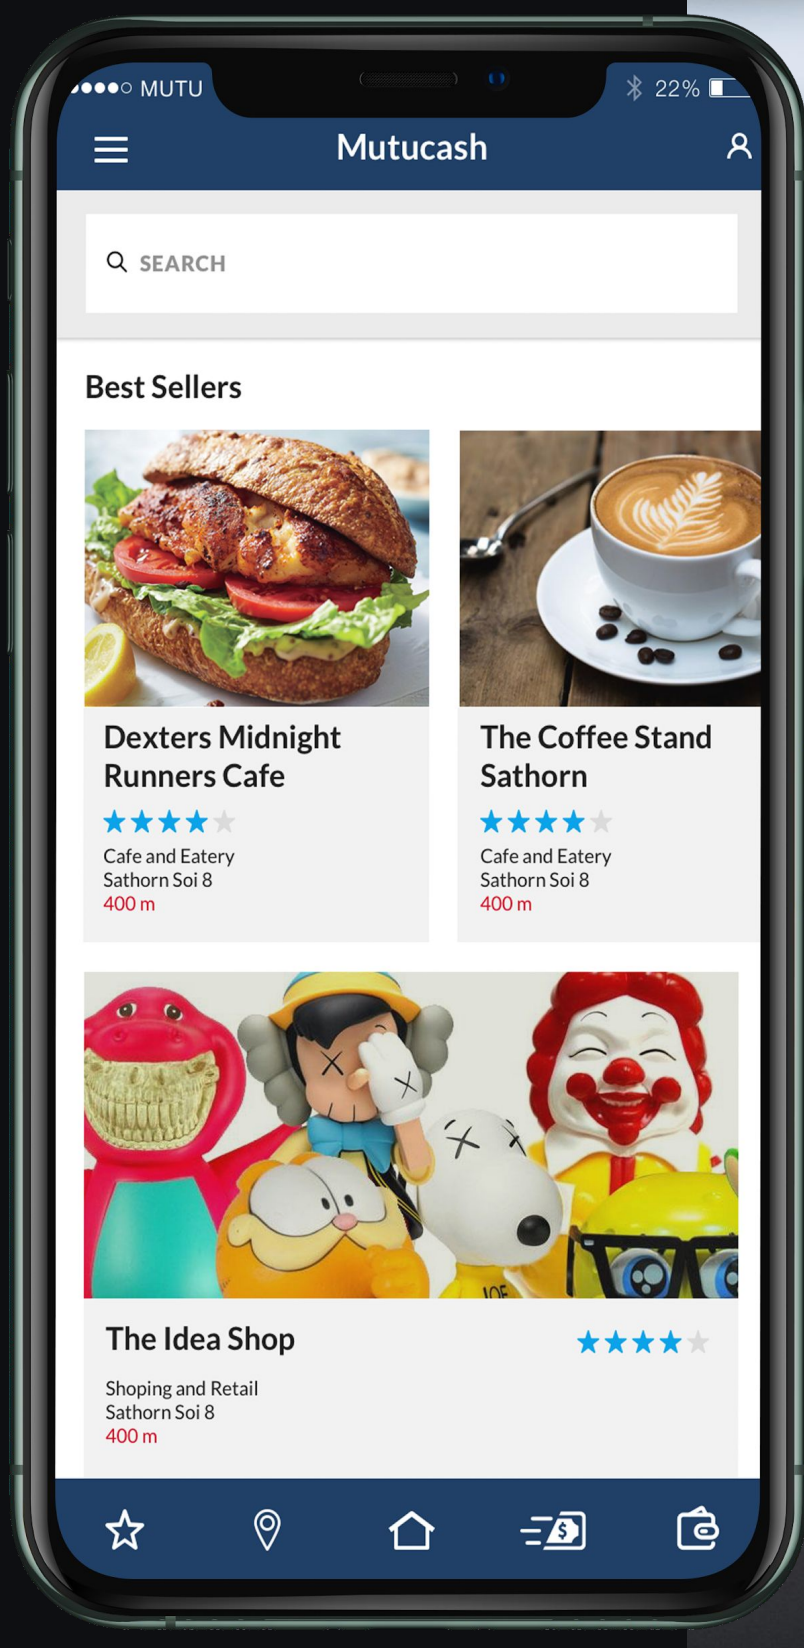 MUTU
22%
Mutucash
SEARCH
Best Sellers
Dexters Midnight
Runners Cafe
Cafe and Eatery
Sathorn Soi 8
400 m
The Coffee Stand
Sathorn
Cafe and Eatery
Sathorn Soi 8
400 m
JOE
The Idea Shop
Shoping and Retail
Sathorn Soi 8
400 m
$